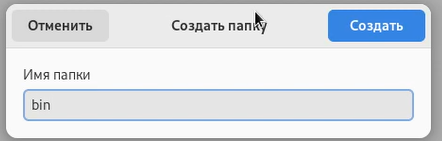 Отменить
Создать папку
Создать
Имя папки
bin